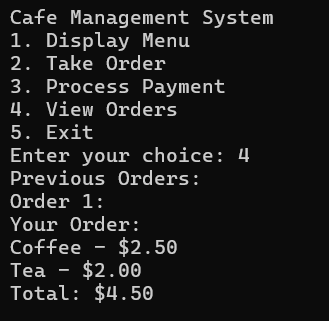 Cafe Management System
1. Display Menu
2. Take Order
3. Process Payment
4. View Orders
5. Exit
Enter your choice: 4
Previous Orders:
Order 1:
Your Order:
Coffee - $2.50
Tea - $2.00
Total: $4.50